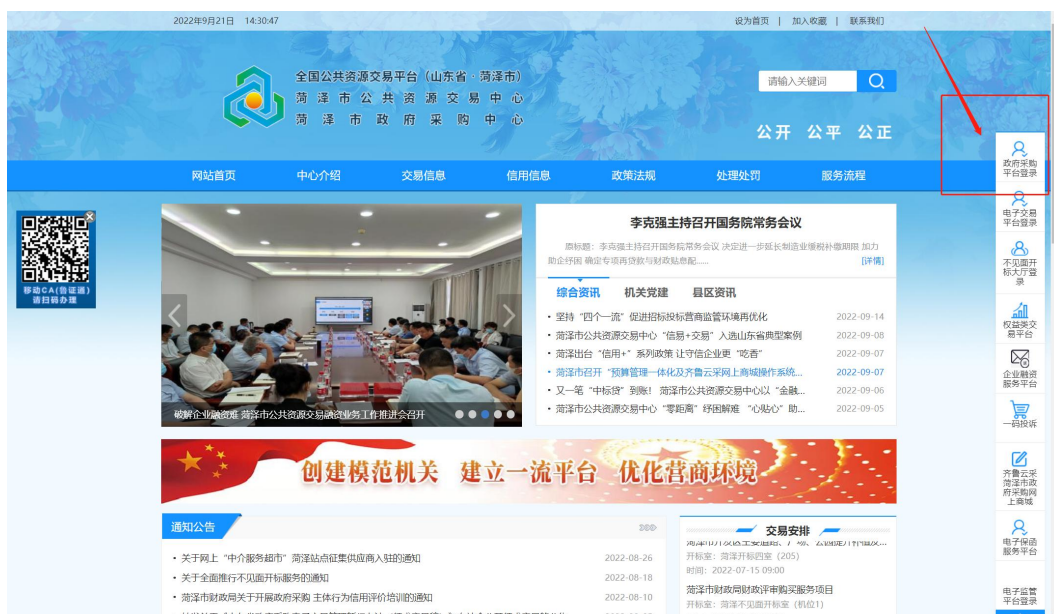 2022年9月21日 14:30:47
设为首页 | 加入收藏 | 联系我们
全国公共资源交易平台（山东省·菏泽市）
菏泽市公共资源交易中心
菏泽市政府采购中心
请输入关键词
公开 公平 公正
网站首页 中心介绍 交易信息 信用信息 政策法规 处理处罚 服务流程
移动CA(鲁证通)
请扫码办理
破解企业融资难 菏泽市公共资源交易融资业务工作推进会召开
李克强主持召开国务院常务会议
原标题：李克强主持召开国务院常务会议 决定进一步延长制造业缓税补缴期限 加力
助企纾困 确定专项再贷款与财政贴息配......
[详情]
综合资讯 机关党建 县区资讯
坚持“四个一流”促进招标投标营商监管环境再优化 2022-09-14
菏泽市公共资源交易中心“信易+交易”入选山东省典型案例 2022-09-08
菏泽出台“信用+”系列政策 让守信企业更“吃香” 2022-09-07
菏泽市召开“预算管理一体化及齐鲁云采网上商城操作系统... 2022-09-07
又一笔“中标贷”到账！ 菏泽市公共资源交易中心以“金融... 2022-09-06
菏泽市公共资源交易中心“零距离”纾困解难 “心贴心”助... 2022-09-05
创建模范机关 建立一流平台 优化营商环境
通知公告
关于网上“中介服务超市”菏泽站点征集供应商入驻的通知 2022-08-26
关于全面推行不见面开标服务的通知 2022-08-18
菏泽市财政局关于开展政府采购 主体行为信用评价培训的通知 2022-08-10
交易安排
开标室：菏泽开标四室（205）
时间：2022-07-15 09:00
菏泽市财政局财政评审购买服务项目
开标室：菏泽不见面开标室（机位1）
政府采购
平台登录
电子交易
平台登录
不见面开
标大厅登
录
权益类交
易平台
企业融资
服务平台
一码投诉
齐鲁云采
菏泽市政
府采购网
上商城
电子保函
服务平台
电子监管
平台登录